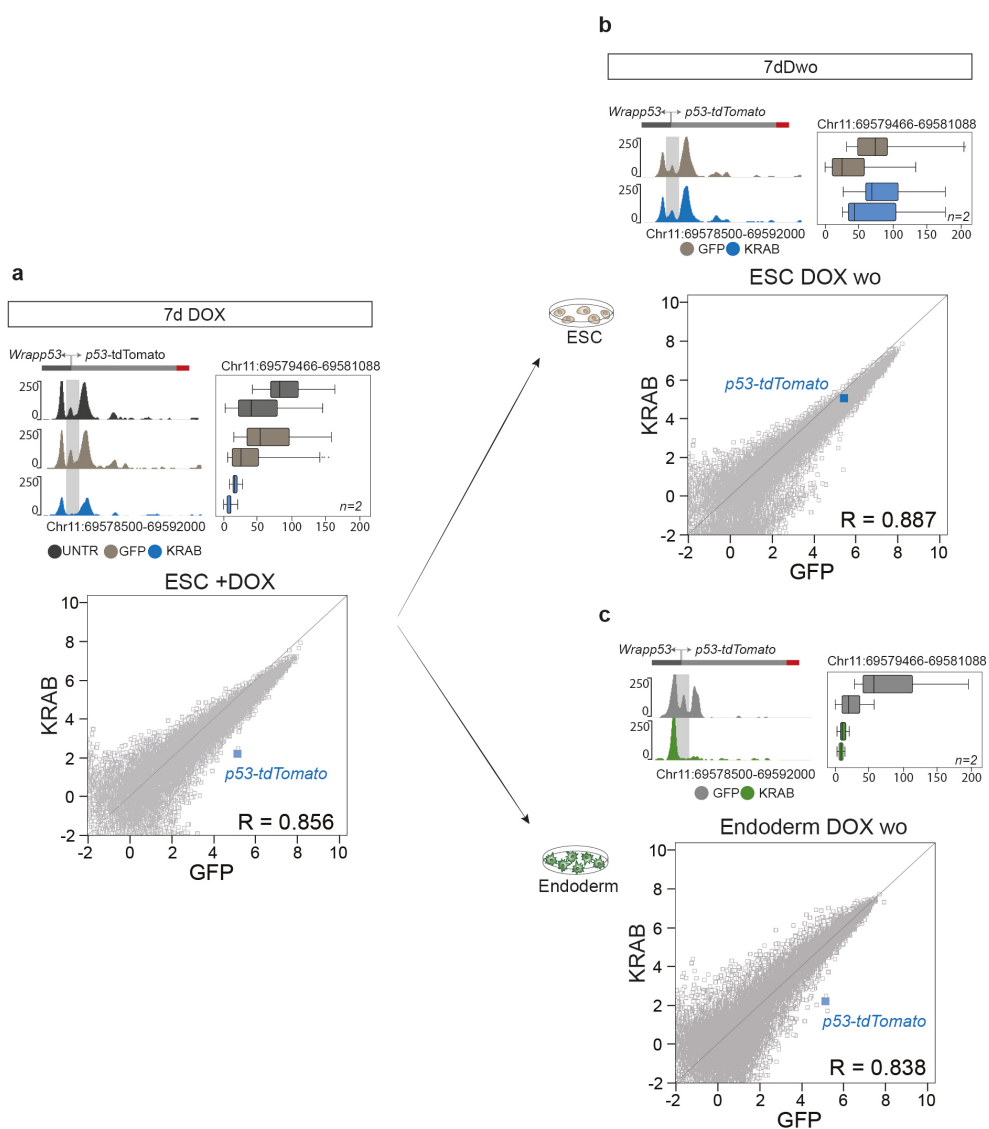 b
7dDwo
Wrapp53 p53-tdTomato
Chr11:69579466-69581088
250
0
250
0
n=2
0 50 100 150 200
Chr11:69578500-69592000
GFP KRAB
ESC DOX wo
10
8
6
4
2
0
-2
KRAB
p53-tdTomato
R = 0.887
-2 0 2 4 6 8 10
GFP
ESC
a
7d DOX
Wrapp53 p53-tdTomato
Chr11:69579466-69581088
250
0
250
0
250
0
n=2
0 50 100 150 200
Chr11:69578500-69592000
UNTR GFP KRAB
ESC +DOX
10
8
6
4
2
0
-2
KRAB
p53-tdTomato
R = 0.856
-2 0 2 4 6 8 10
GFP
c
Wrapp53 p53-tdTomato
Chr11:69579466-69581088
250
0
250
0
n=2
0 50 100 150 200
Chr11:69578500-69592000
GFP KRAB
Endoderm DOX wo
Endoderm
10
8
6
4
2
0
-2
KRAB
p53-tdTomato
R = 0.838
-2 0 2 4 6 8 10
GFP